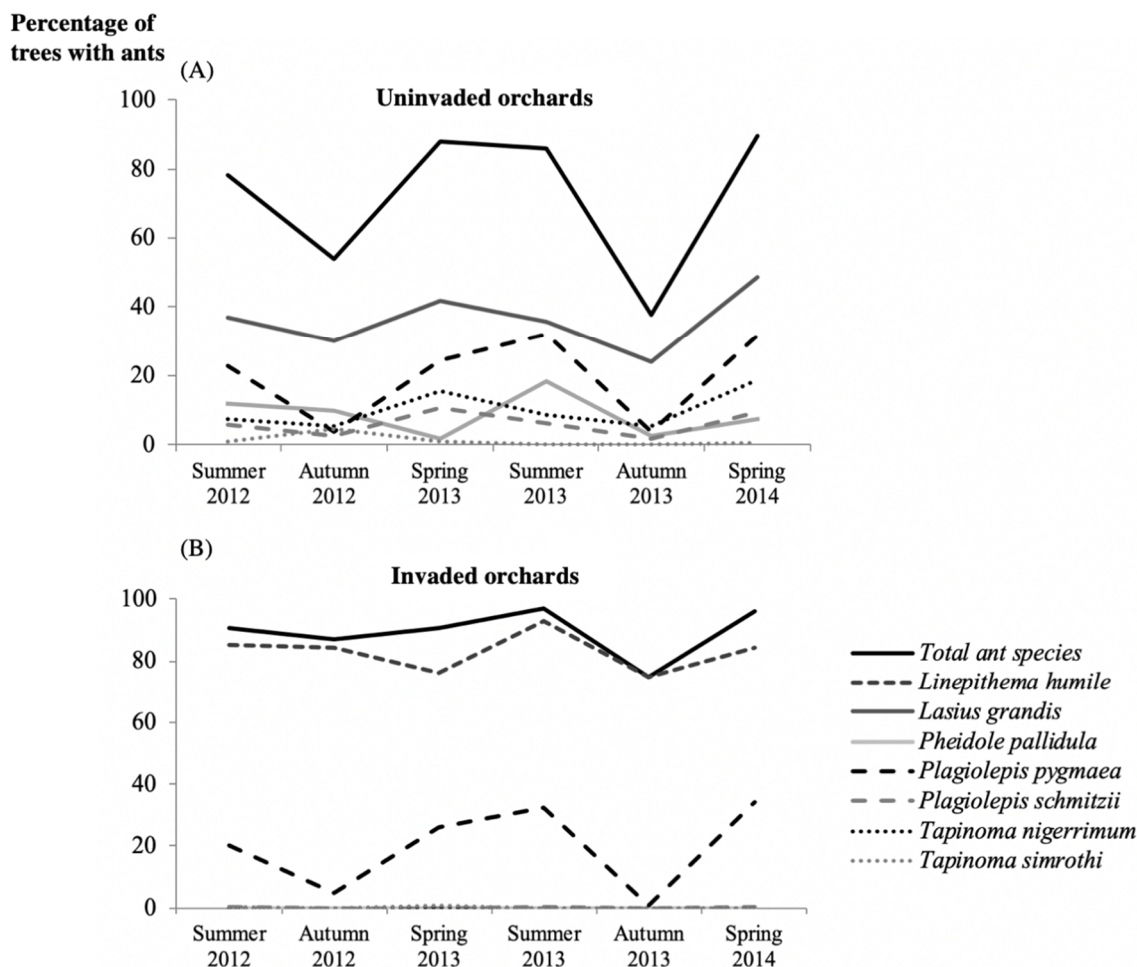 Percentage of
trees with ants
(A)
Uninvaded orchards
100
80
60
40
20
0
Summer Autumn Spring Summer Autumn Spring
2012 2012 2013 2013 2013 2014
(B)
Invaded orchards
100
80
60
40
20
0
Summer Autumn Spring Summer Autumn Spring
2012 2012 2013 2013 2013 2014
Total ant species
Linepithema humile
Lasius grandis
Pheidole pallidula
Plagiolepis pygmaea
Plagiolepis schmitzii
Tapinoma nigerrimum
Tapinoma simrothi